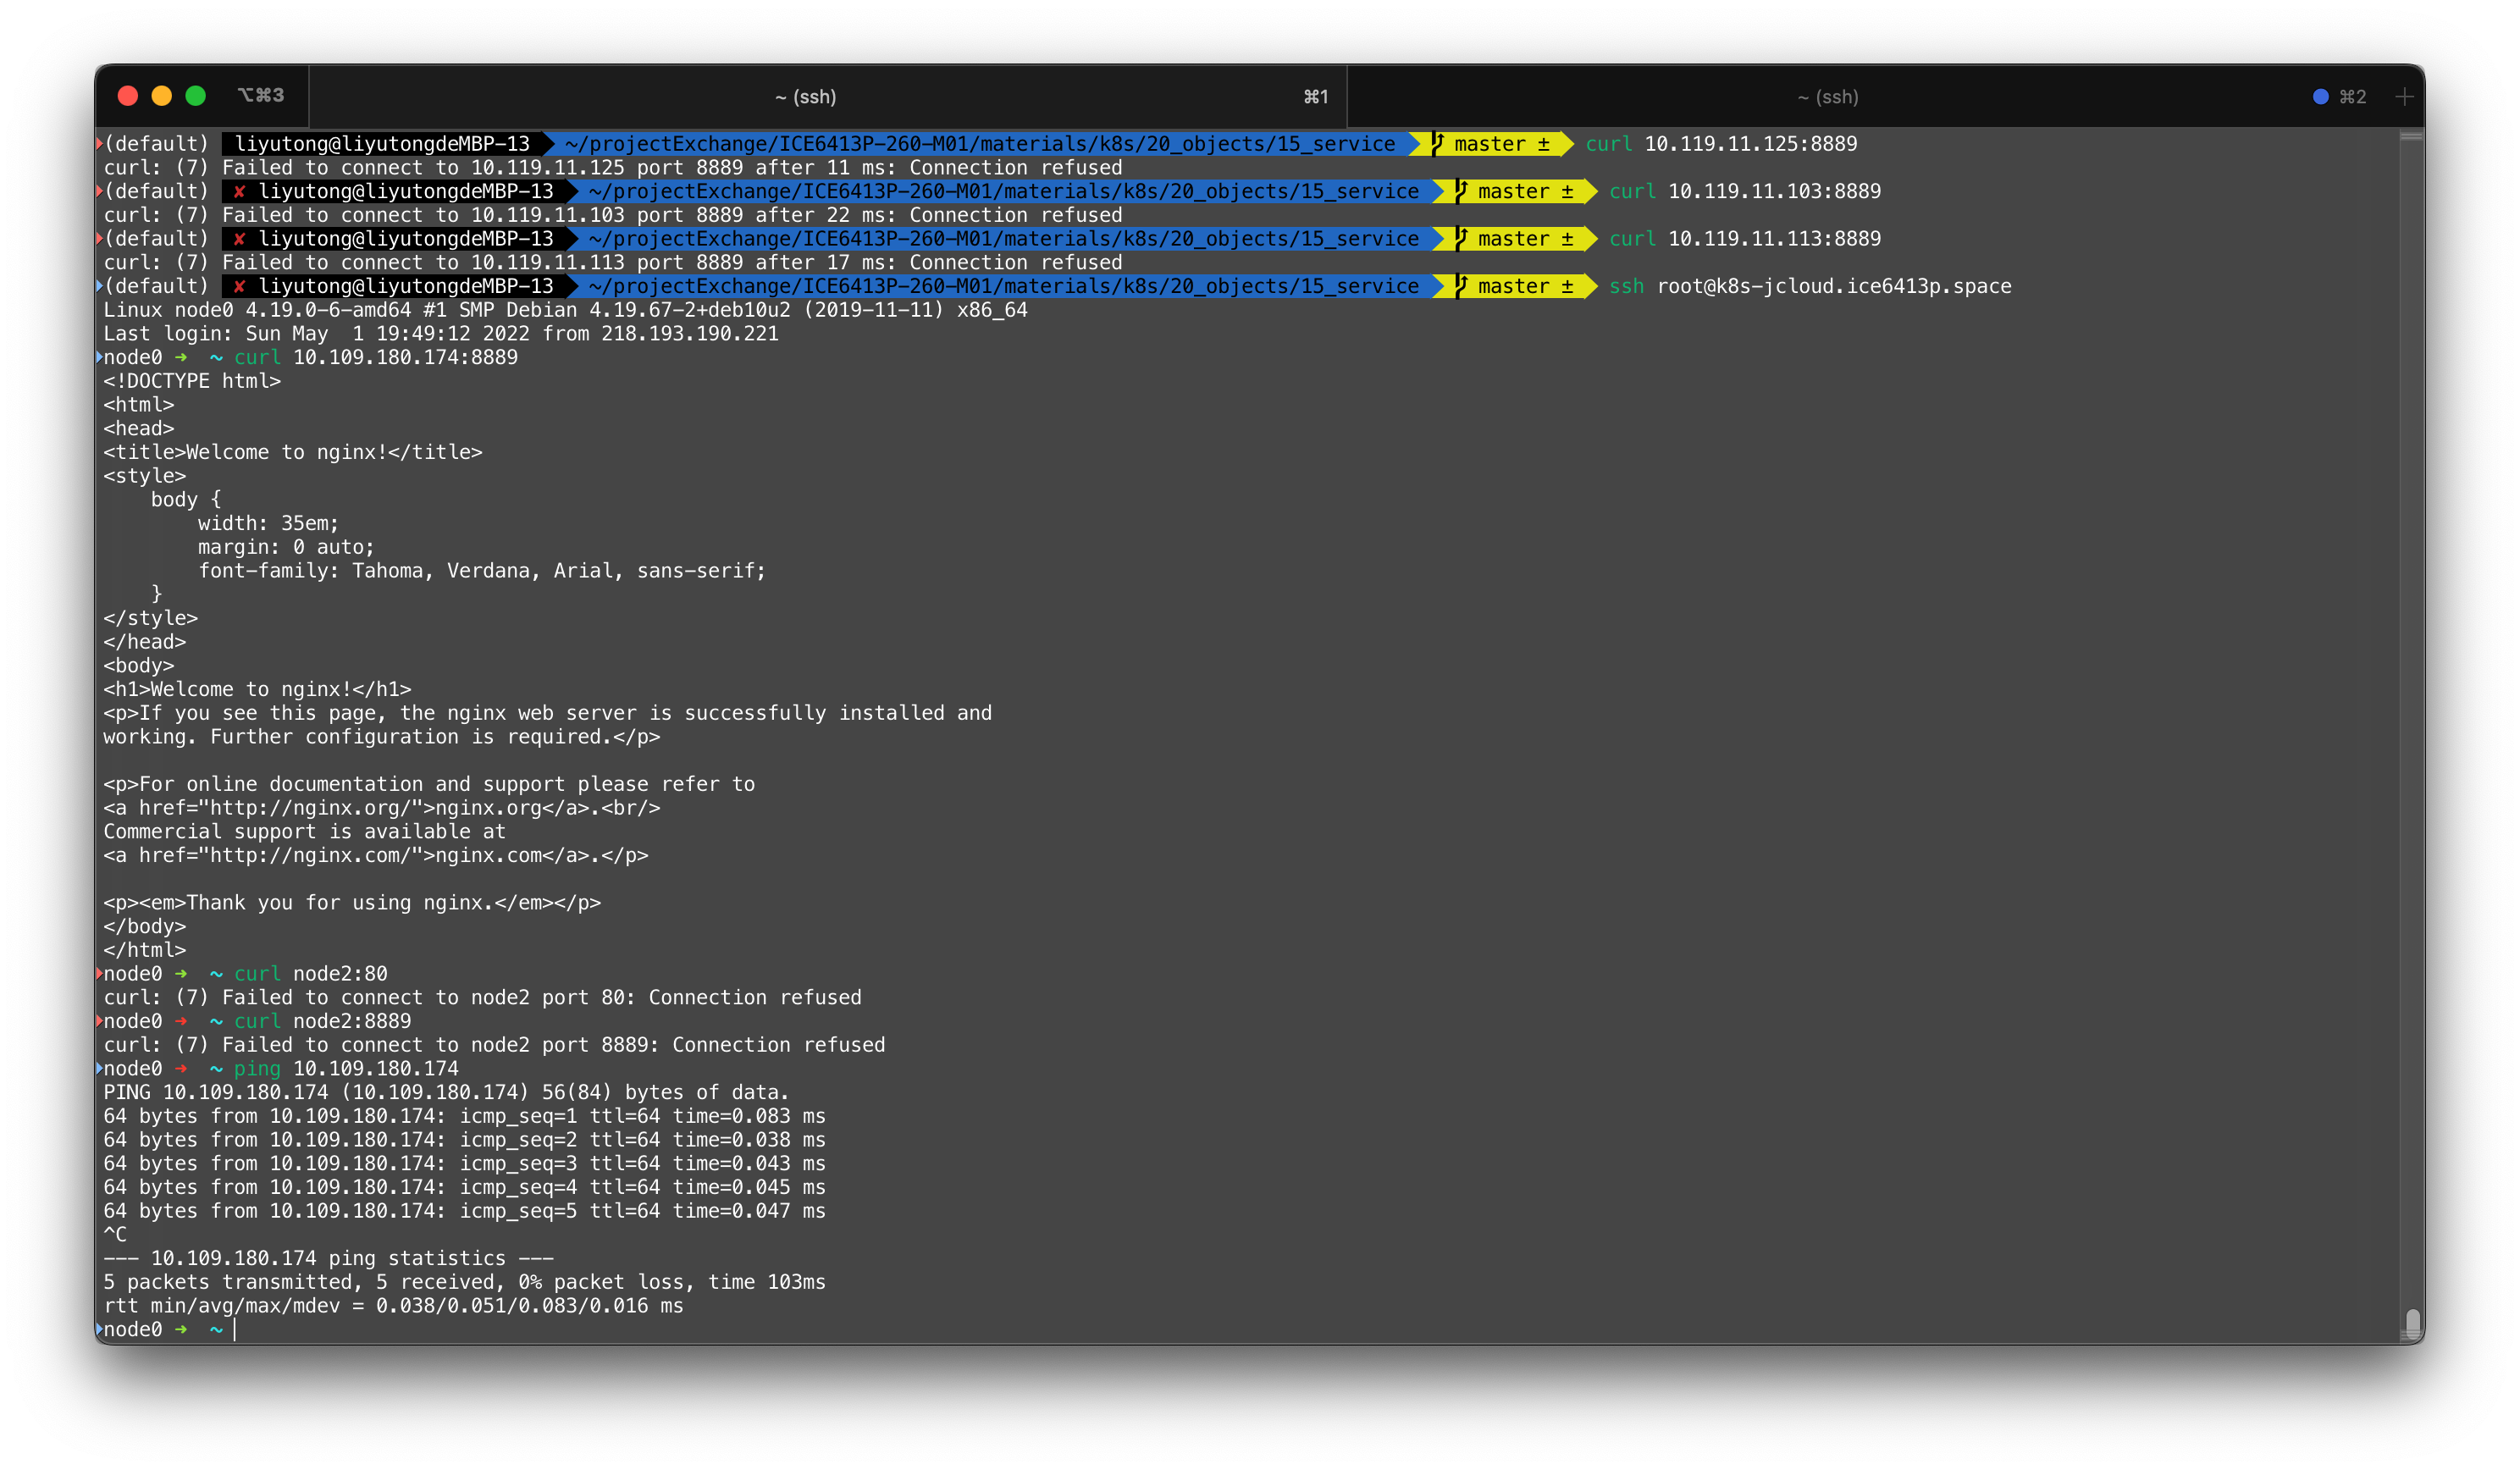 ⌥⌘3 ~ (ssh) ⌘1 ~ (ssh) ⌘2 +
(default) liyutong@liyutongdeMBP-13 ~/projectExchange/ICE6413P-260-M01/materials/k8s/20_objects/15_service master ± curl 10.119.11.125:8889
curl: (7) Failed to connect to 10.119.11.125 port 8889 after 11 ms: Connection refused
(default) ✘ liyutong@liyutongdeMBP-13 ~/projectExchange/ICE6413P-260-M01/materials/k8s/20_objects/15_service master ± curl 10.119.11.103:8889
curl: (7) Failed to connect to 10.119.11.103 port 8889 after 22 ms: Connection refused
(default) ✘ liyutong@liyutongdeMBP-13 ~/projectExchange/ICE6413P-260-M01/materials/k8s/20_objects/15_service master ± curl 10.119.11.113:8889
curl: (7) Failed to connect to 10.119.11.113 port 8889 after 17 ms: Connection refused
(default) ✘ liyutong@liyutongdeMBP-13 ~/projectExchange/ICE6413P-260-M01/materials/k8s/20_objects/15_service master ± ssh root@k8s-jcloud.ice6413p.space
Linux node0 4.19.0-6-amd64 #1 SMP Debian 4.19.67-2+deb10u2 (2019-11-11) x86_64
Last login: Sun May  1 19:49:12 2022 from 218.193.190.221
node0 ➜  ~ curl 10.109.180.174:8889
<!DOCTYPE html>
<html>
<head>
<title>Welcome to nginx!</title>
<style>
    body {
        width: 35em;
        margin: 0 auto;
        font-family: Tahoma, Verdana, Arial, sans-serif;
    }
</style>
</head>
<body>
<h1>Welcome to nginx!</h1>
<p>If you see this page, the nginx web server is successfully installed and
working. Further configuration is required.</p>

<p>For online documentation and support please refer to
<a href="http://nginx.org/">nginx.org</a>.<br/>
Commercial support is available at
<a href="http://nginx.com/">nginx.com</a>.</p>

<p><em>Thank you for using nginx.</em></p>
</body>
</html>
node0 ➜  ~ curl node2:80
curl: (7) Failed to connect to node2 port 80: Connection refused
node0 ➜  ~ curl node2:8889
curl: (7) Failed to connect to node2 port 8889: Connection refused
node0 ➜  ~ ping 10.109.180.174
PING 10.109.180.174 (10.109.180.174) 56(84) bytes of data.
64 bytes from 10.109.180.174: icmp_seq=1 ttl=64 time=0.083 ms
64 bytes from 10.109.180.174: icmp_seq=2 ttl=64 time=0.038 ms
64 bytes from 10.109.180.174: icmp_seq=3 ttl=64 time=0.043 ms
64 bytes from 10.109.180.174: icmp_seq=4 ttl=64 time=0.045 ms
64 bytes from 10.109.180.174: icmp_seq=5 ttl=64 time=0.047 ms
^C
--- 10.109.180.174 ping statistics ---
5 packets transmitted, 5 received, 0% packet loss, time 103ms
rtt min/avg/max/mdev = 0.038/0.051/0.083/0.016 ms
node0 ➜  ~